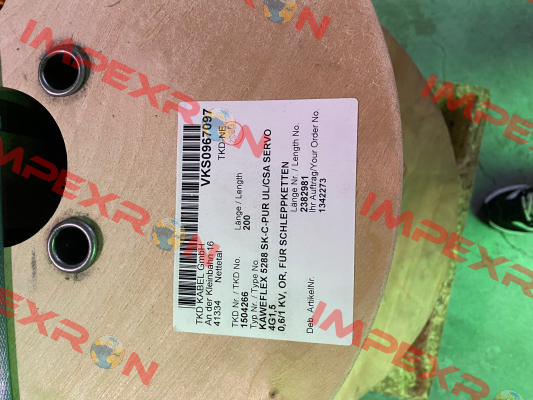 TKD KABEL GmbH
An der Kleinbahn 16
41334 Nettetal
VKS0967097
TKD-NE
TKD Nr. / TKD No. Länge / Length
1504266 200
Typ Nr. / Type No.
KAWEFLEX 5288 SK-C-PUR UL/CSA SERVO
4G1,5
0,6/1 KV, OR, FÜR SCHLEPPKETTEN
Länge Nr. / Length No.
2382981
Ihr Auftrag/Your Order No.
1342273
Deb. ArtikelNr.
IMPEXRON
IMPEXRON
IMPEXRON
IMPEXRON
IMPEXRON